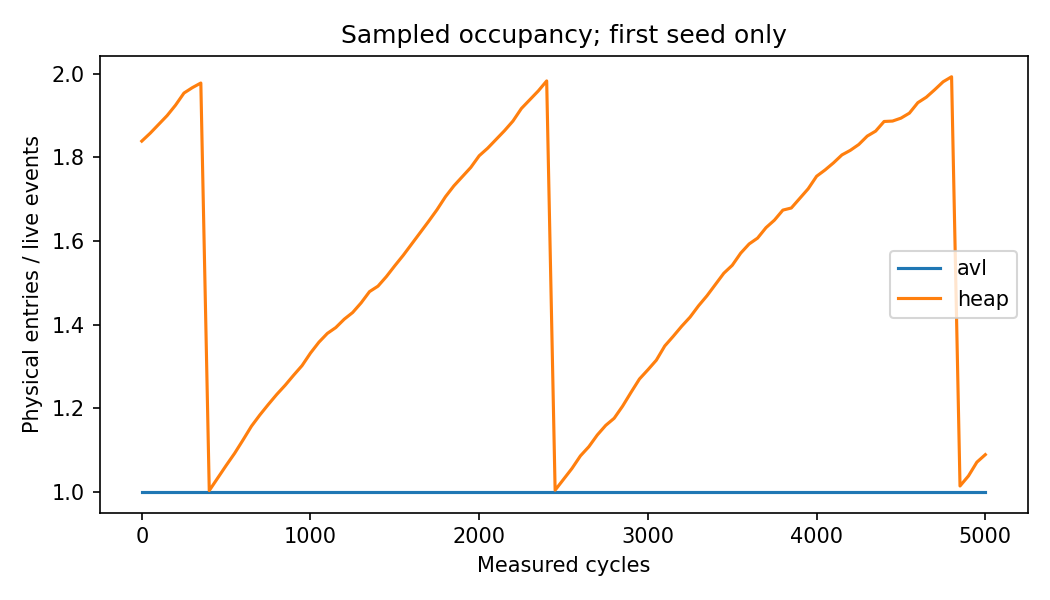 Sampled occupancy; first seed only
Physical entries / live events
2.0
1.8
1.6
1.4
1.2
1.0
avl
heap
0
1000
2000
3000
4000
5000
Measured cycles